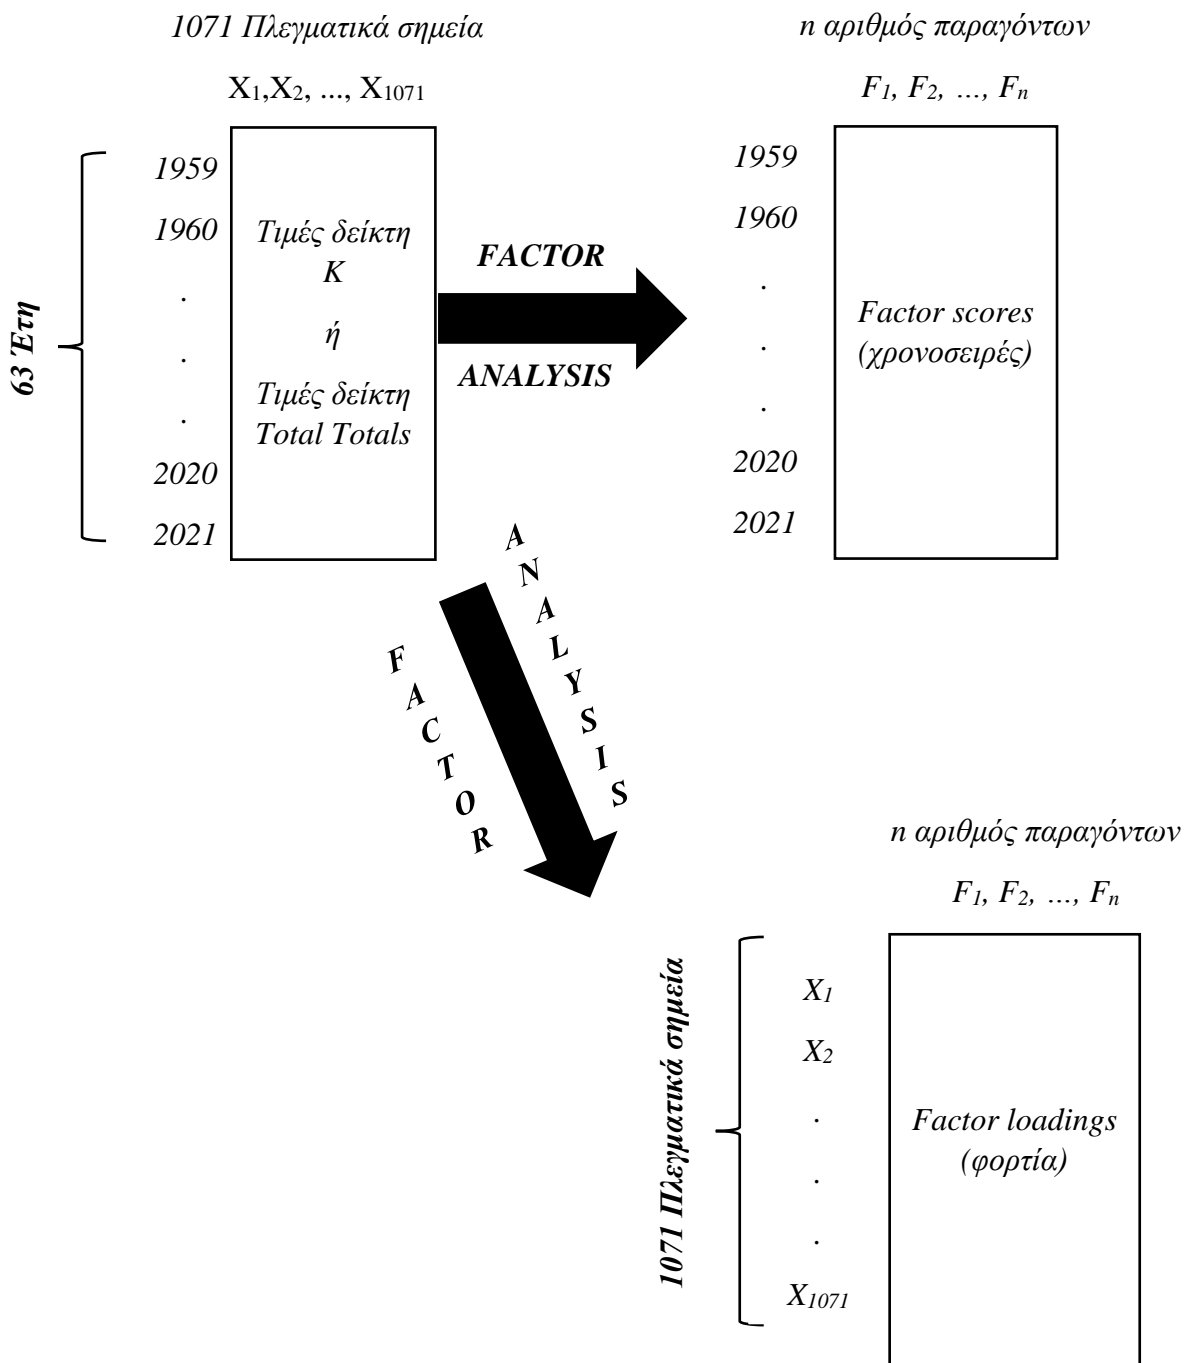 1071 Πλεγματικά σημεία
X1,X2, ..., X1071
63 Έτη
1959
1960
.
.
.
2020
2021
Τιμές δείκτη
K
ή
Τιμές δείκτη
Total Totals
FACTOR
ANALYSIS
n αριθμός παραγόντων
F1, F2, …, Fn
1959
1960
.
.
.
2020
2021
Factor scores
(χρονοσειρές)
FACTOR
ANALYSIS
n αριθμός παραγόντων
F1, F2, …, Fn
1071 Πλεγματικά σημεία
X1
X2
.
.
.
X1071
Factor loadings
(φορτία)